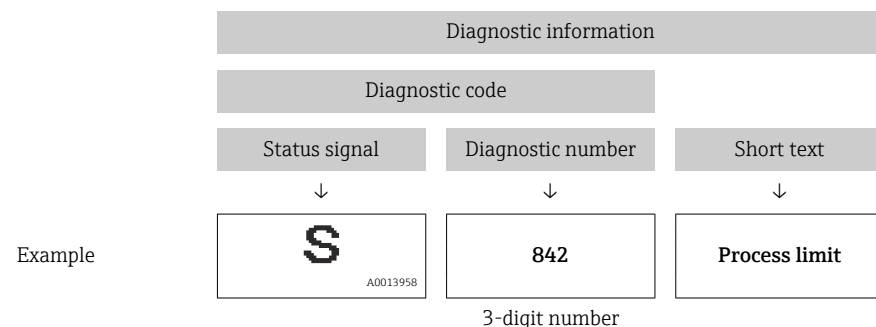 Diagnostic information
Diagnostic code
Status signal Diagnostic number Short text
↓ ↓ ↓
Example S 842 Process limit
A0013958
3-digit number